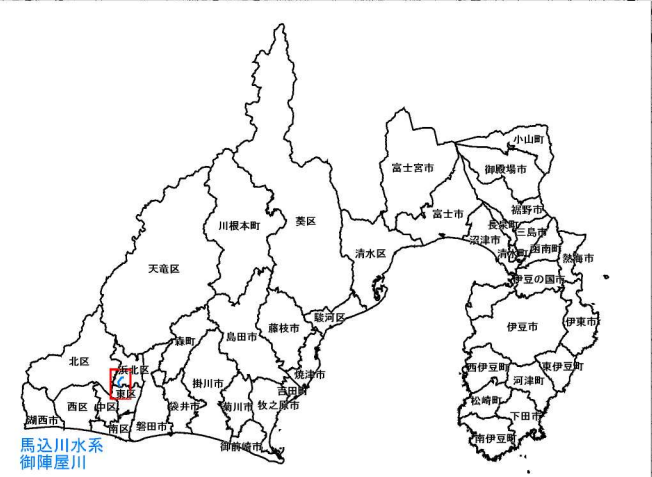 小山町
富士宮市
御殿場市
裾野市
富士市
長泉町
三島市
川根本町
葵区
沼津市
函南町
清水区
清水町
熱海市
天竜区
伊豆の国市
駿河区
伊東市
藤枝市
伊豆市
島田市
森町
北区
浜北区
焼津市
西伊豆町
東伊豆町
掛川市
河津町
東区
吉田町
松崎町
西区
中区
袋井市
菊川市
牧之原市
下田市
湖西市
南区
磐田市
南伊豆町
御前崎市
馬込川水系
御陣屋川